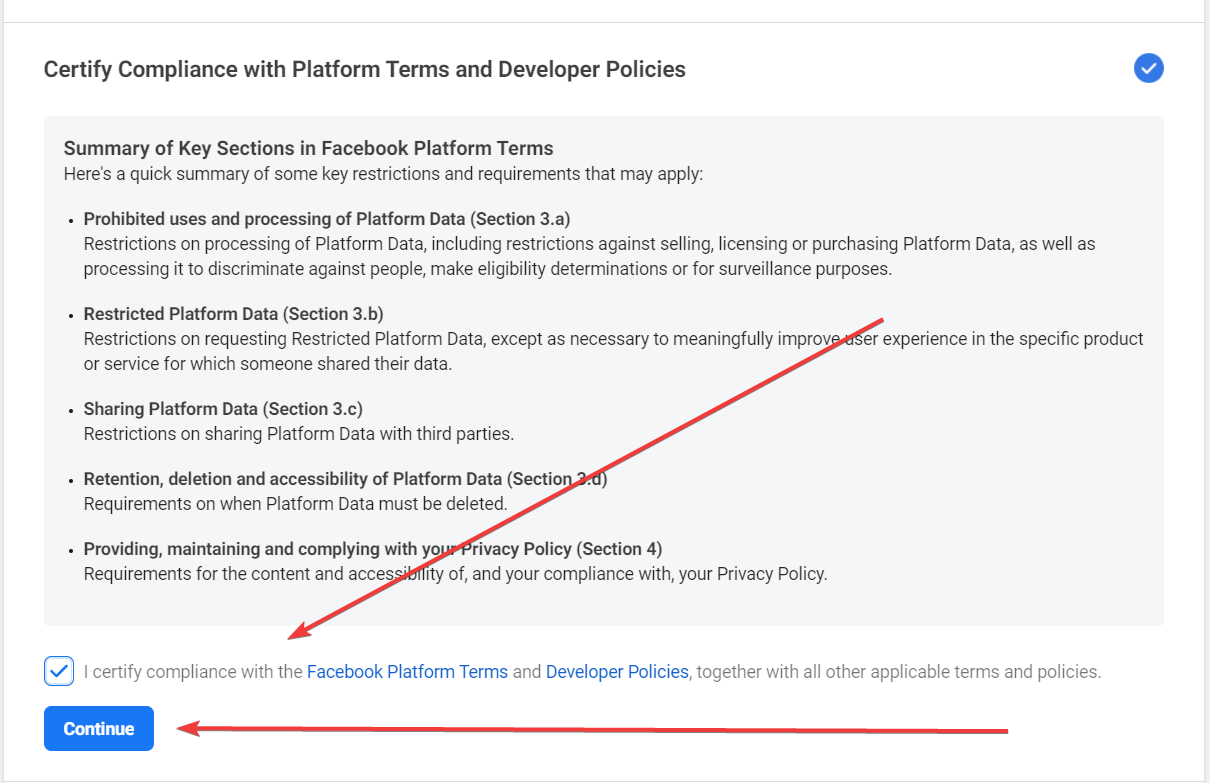 Certify Compliance with Platform Terms and Developer Policies
Summary of Key Sections in Facebook Platform Terms
Here's a quick summary of some key restrictions and requirements that may apply:
Prohibited uses and processing of Platform Data (Section 3.a)
Restrictions on processing of Platform Data, including restrictions against selling, licensing or purchasing Platform Data, as well as
processing it to discriminate against people, make eligibility determinations or for surveillance purposes.
Restricted Platform Data (Section 3.b)
Restrictions on requesting Restricted Platform Data, except as necessary to meaningfully improve user experience in the specific product
or service for which someone shared their data.
Sharing Platform Data (Section 3.c)
Restrictions on sharing Platform Data with third parties.
Retention, deletion and accessibility of Platform Data (Section 3.d)
Requirements on when Platform Data must be deleted.
Providing, maintaining and complying with your Privacy Policy (Section 4)
Requirements for the content and accessibility of, and your compliance with, your Privacy Policy.
I certify compliance with the Facebook Platform Terms and Developer Policies, together with all other applicable terms and policies.
Continue